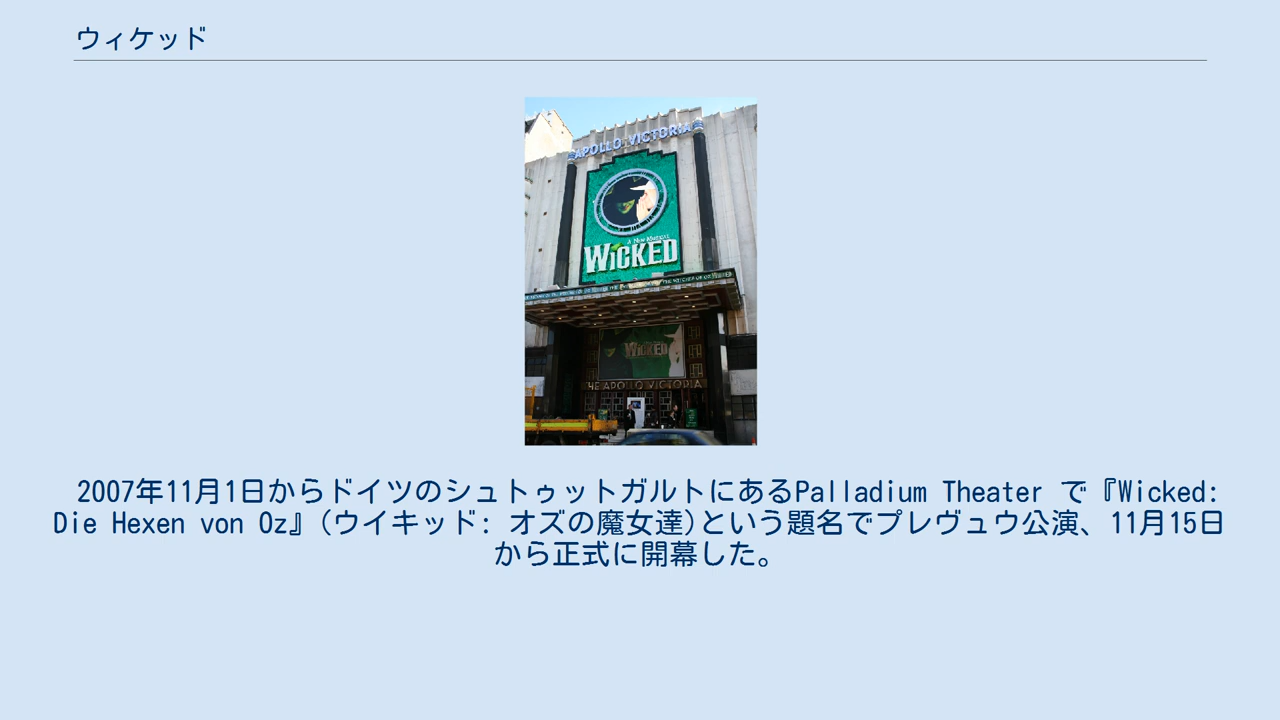 ウィケッド
APOLLO VICTORIA
A NEW MUSICAL
WICKED
WICKED
THE APOLLO VICTORIA
2007年11月1日からドイツのシュトゥットガルトにあるPalladium Theater で『Wicked:
Die Hexen von Oz』(ウイキッド: オズの魔女達)という題名でプレヴュウ公演、11月15日
から正式に開幕した。